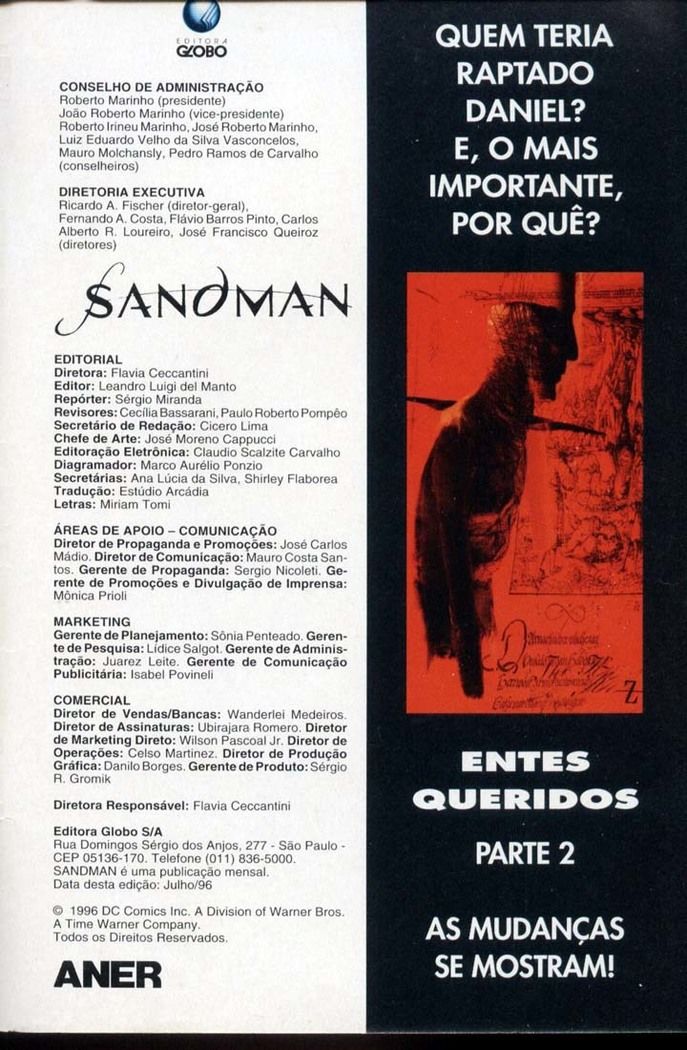 EDITORA
GLOBO
CONSELHO DE ADMINISTRAÇÃO
Roberto Marinho (presidente)
João Roberto Marinho (vice-presidente)
Roberto Irineu Marinho, José Roberto Marinho,
Luiz Eduardo Velho da Silva Vasconcelos,
Mauro Molchansly, Pedro Ramos de Carvalho
(conselheiros)
DIRETORIA EXECUTIVA
Ricardo A. Fischer (diretor-geral),
Fernando A. Costa, Flávio Barros Pinto, Carlos
Alberto R. Loureiro, José Francisco Queiroz
(diretores)
SANDMAN
EDITORIAL
Diretora: Flavia Ceccantini
Editor: Leandro Luigi del Manto
Repórter: Sérgio Miranda
Revisores: Cecília Bassarani, Paulo Roberto Pompêo
Secretário de Redação: Cicero Lima
Chefe de Arte: José Moreno Cappucci
Editoração Eletrônica: Claudio Scalzite Carvalho
Diagramador: Marco Aurélio Ponzio
Secretárias: Ana Lúcia da Silva, Shirley Flaborea
Tradução: Estúdio Arcádia
Letras: Miriam Tomi
ÁREAS DE APOIO – COMUNICAÇÃO
Diretor de Propaganda e Promoções: José Carlos
Mádio. Diretor de Comunicação: Mauro Costa San-
tos. Gerente de Propaganda: Sergio Nicoleti. Ge-
rente de Promoções e Divulgação de Imprensa:
Mônica Prioli
MARKETING
Gerente de Planejamento: Sônia Penteado. Geren-
te de Pesquisa: Lídice Salgot. Gerente de Adminis-
tração: Juarez Leite. Gerente de Comunicação
Publicitária: Isabel Povineli
COMERCIAL
Diretor de Vendas/Bancas: Wanderlei Medeiros.
Diretor de Assinaturas: Ubirajara Romero. Diretor
de Marketing Direto: Wilson Pascoal Jr. Diretor de
Operações: Celso Martinez. Diretor de Produção
Gráfica: Danilo Borges. Gerente de Produto: Sérgio
R. Gromik
Diretora Responsável: Flavia Ceccantini
Editora Globo S/A
Rua Domingos Sérgio dos Anjos, 277 - São Paulo -
CEP 05136-170. Telefone (011) 836-5000.
SANDMAN é uma publicação mensal.
Data desta edição: Julho/96
© 1996 DC Comics Inc. A Division of Warner Bros.
A Time Warner Company.
Todos os Direitos Reservados.
ANER
QUEM TERIA
RAPTADO
DANIEL?
E, O MAIS
IMPORTANTE,
POR QUÊ?
Z
ENTES
QUERIDOS
PARTE 2
AS MUDANÇAS
SE MOSTRAM!